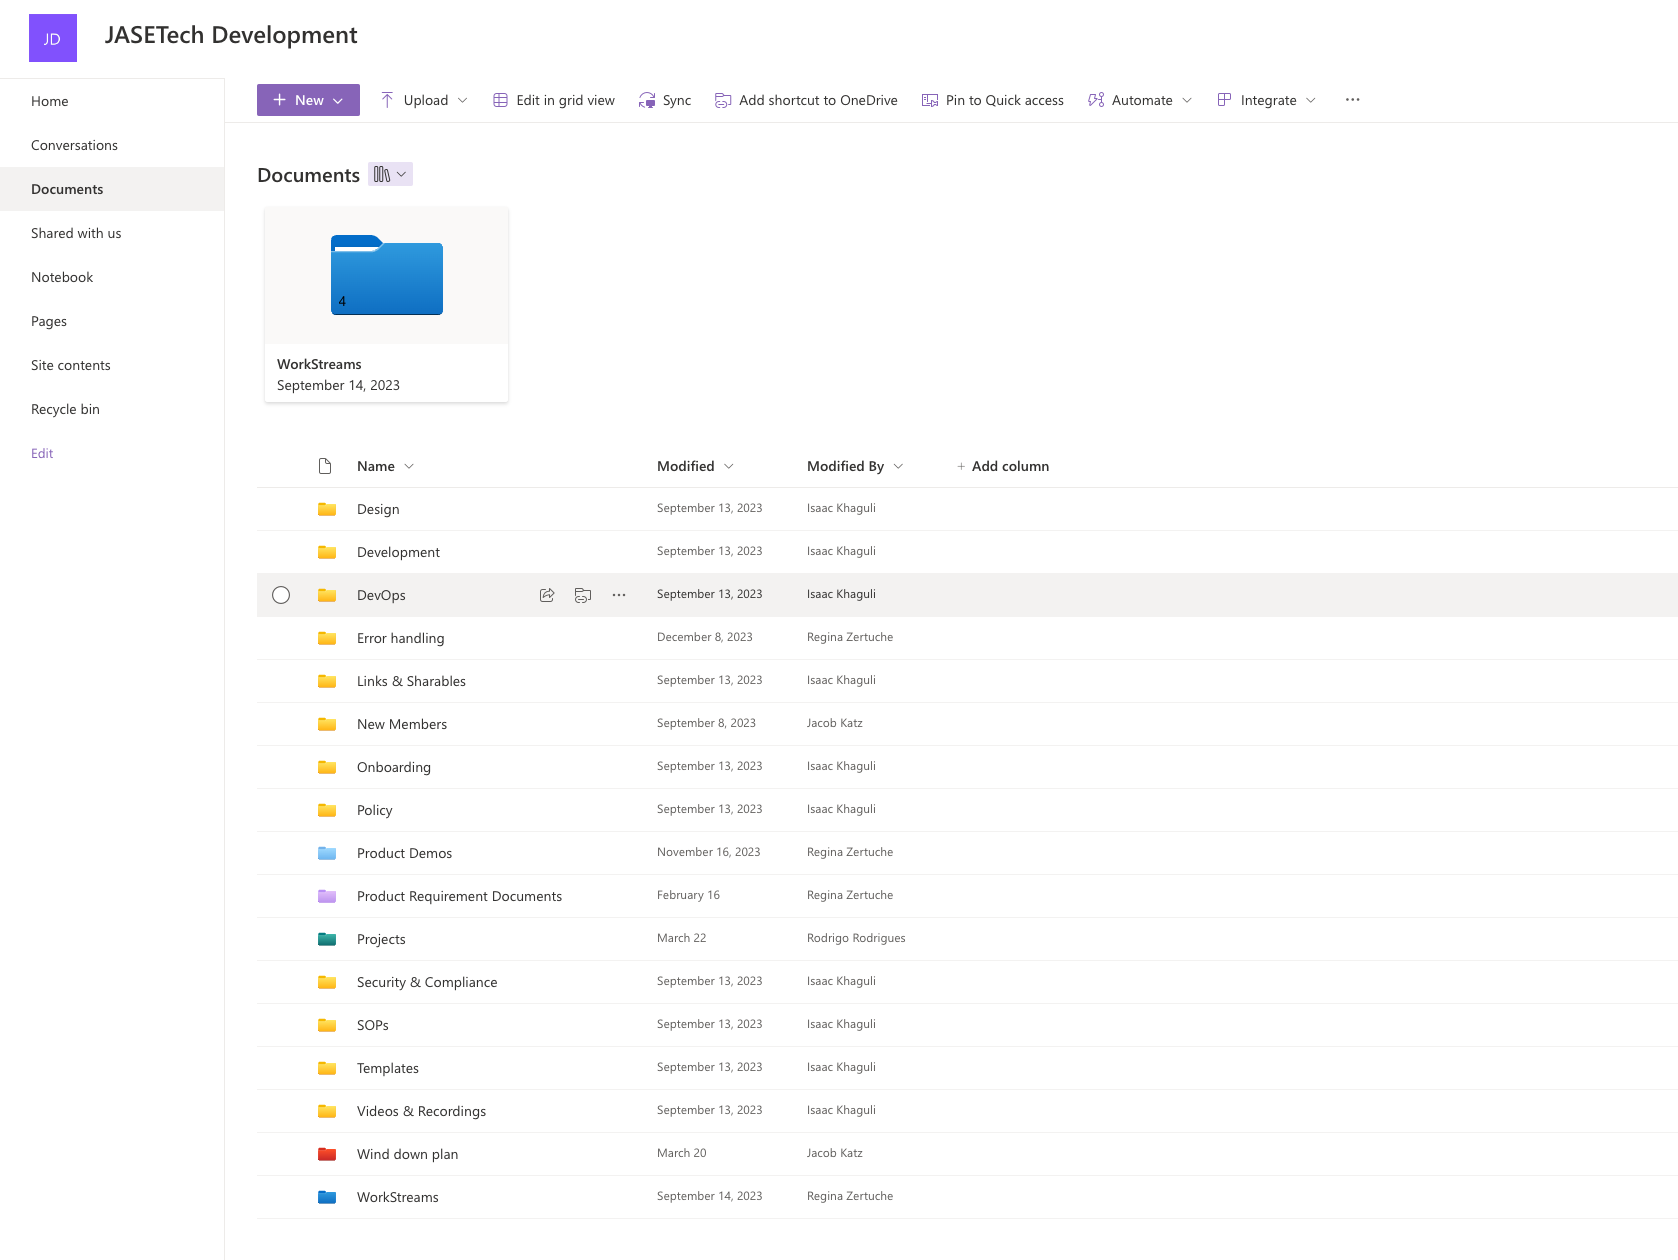 JD
JASETech Development
Home
Conversations
Documents
Shared with us
Notebook
Pages
Site contents
Recycle bin
Edit
New
Upload
Edit in grid view
Sync
Add shortcut to OneDrive
Pin to Quick access
Automate
Integrate
Documents
4
WorkStreams
September 14, 2023
Name Modified Modified By + Add column
Design September 13, 2023 Isaac Khaguli
Development September 13, 2023 Isaac Khaguli
DevOps September 13, 2023 Isaac Khaguli
Error handling December 8, 2023 Regina Zertuche
Links & Sharables September 13, 2023 Isaac Khaguli
New Members September 8, 2023 Jacob Katz
Onboarding September 13, 2023 Isaac Khaguli
Policy September 13, 2023 Isaac Khaguli
Product Demos November 16, 2023 Regina Zertuche
Product Requirement Documents February 16 Regina Zertuche
Projects March 22 Rodrigo Rodrigues
Security & Compliance September 13, 2023 Isaac Khaguli
SOPs September 13, 2023 Isaac Khaguli
Templates September 13, 2023 Isaac Khaguli
Videos & Recordings September 13, 2023 Isaac Khaguli
Wind down plan March 20 Jacob Katz
WorkStreams September 14, 2023 Regina Zertuche